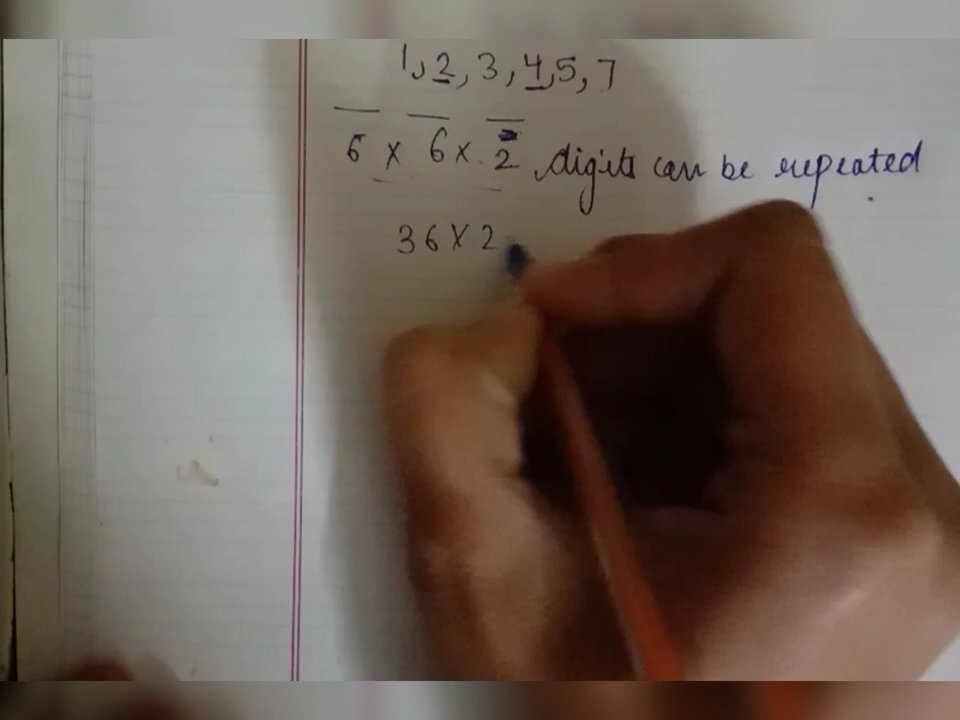 1, 2, 3, 4, 5, 7
6 x 6 x 2 digits can be repeated
36 x 2